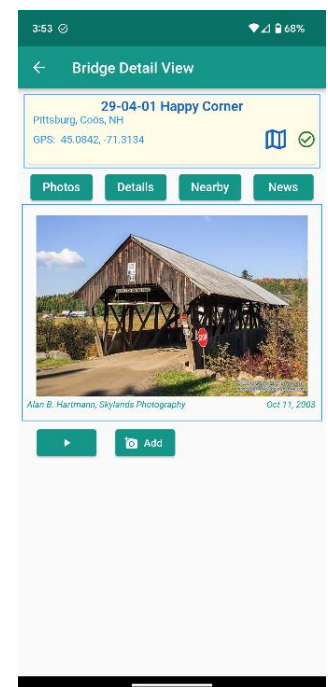 3:53 68%
Bridge Detail View
29-04-01 Happy Corner
Pittsburg, Coös, NH
GPS: 45.0842, -71.3134
Photos Details Nearby News
STOP
Alan B. Hartmann, Skylands Photography Oct 11, 2003
Add